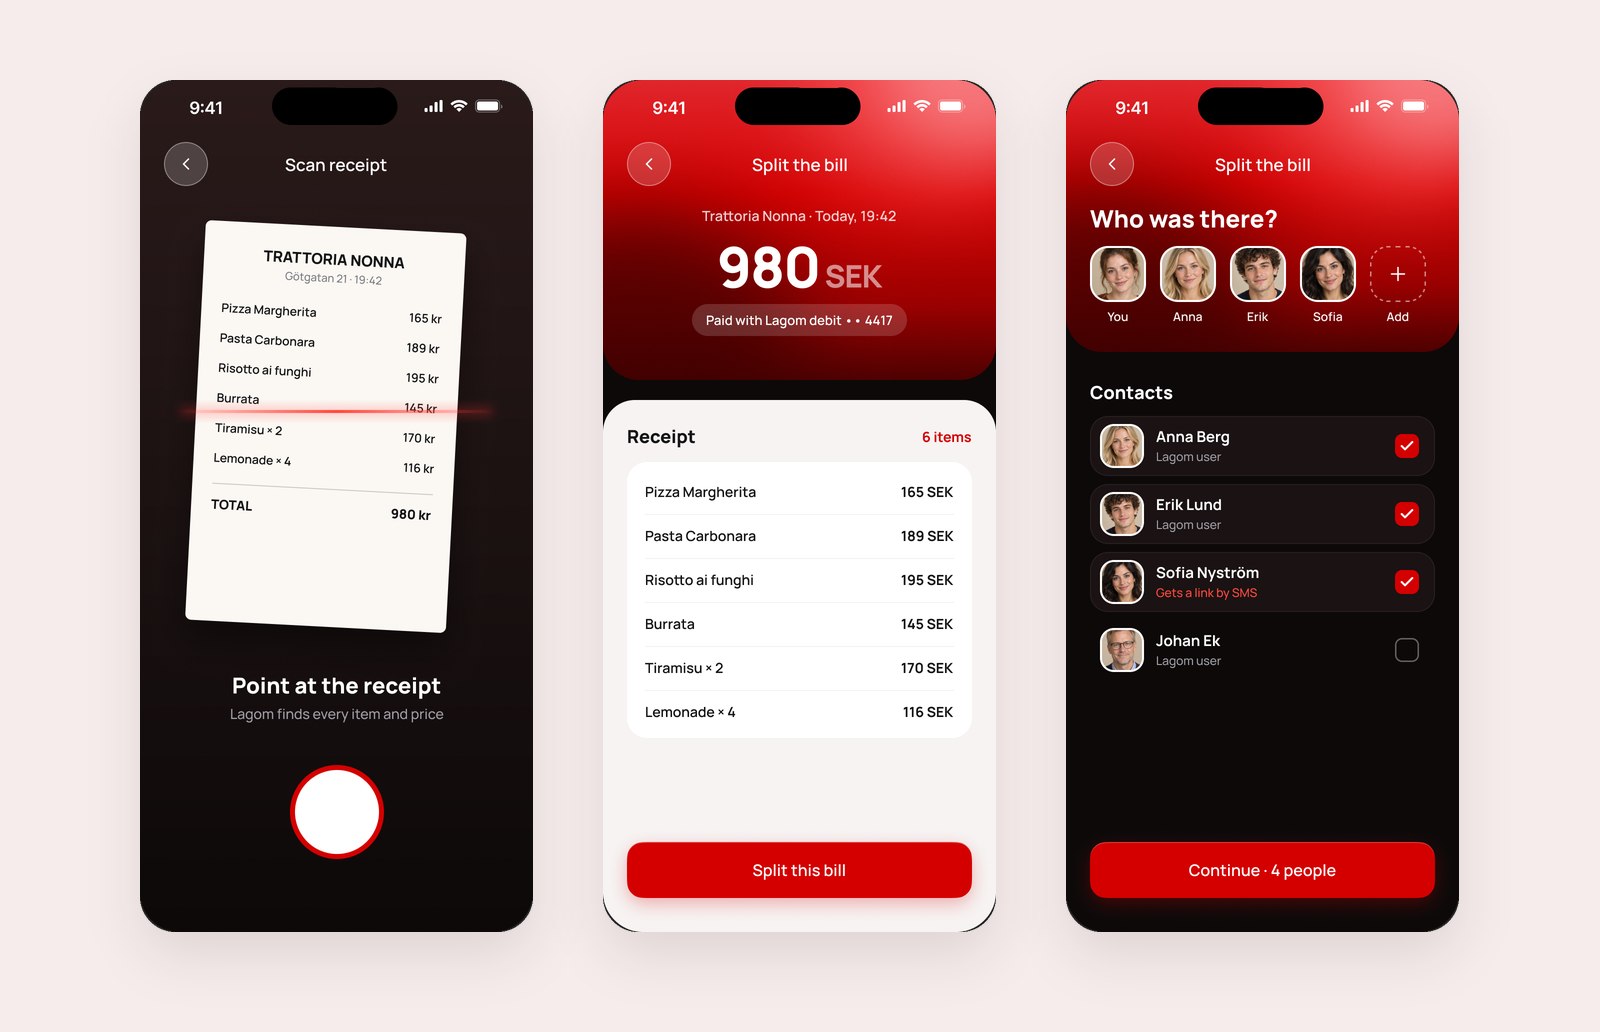 9:41
Scan receipt
TRATTORIA NONNA
Götgatan 21 · 19:42
Pizza Margherita 165 kr
Pasta Carbonara 189 kr
Risotto ai funghi 195 kr
Burrata 145 kr
Tiramisu × 2 170 kr
Lemonade × 4 116 kr
TOTAL 980 kr
Point at the receipt
Lagom finds every item and price
9:41
Split the bill
Trattoria Nonna · Today, 19:42
980 SEK
Paid with Lagom debit •• 4417
Receipt 6 items
Pizza Margherita 165 SEK
Pasta Carbonara 189 SEK
Risotto ai funghi 195 SEK
Burrata 145 SEK
Tiramisu × 2 170 SEK
Lemonade × 4 116 SEK
Split this bill
9:41
Split the bill
Who was there?
You Anna Erik Sofia Add
Contacts
Anna Berg
Lagom user
Erik Lund
Lagom user
Sofia Nyström
Gets a link by SMS
Johan Ek
Lagom user
Continue · 4 people